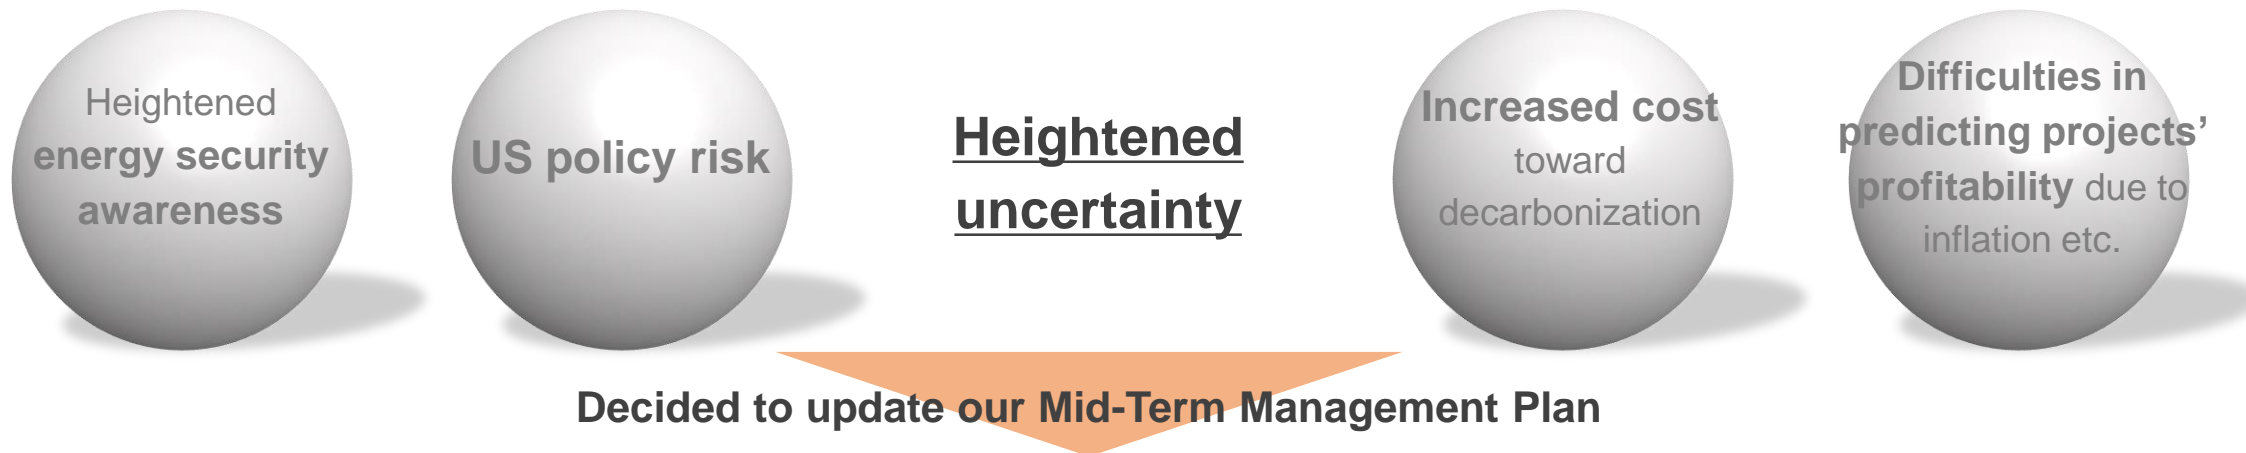 Heightened
energy security
awareness
US policy risk
Heightened
uncertainty
Increased cost
toward
decarbonization
Difficulties in
predicting projects’
profitability due to
inflation etc.
Decided to update our Mid-Term Management Plan